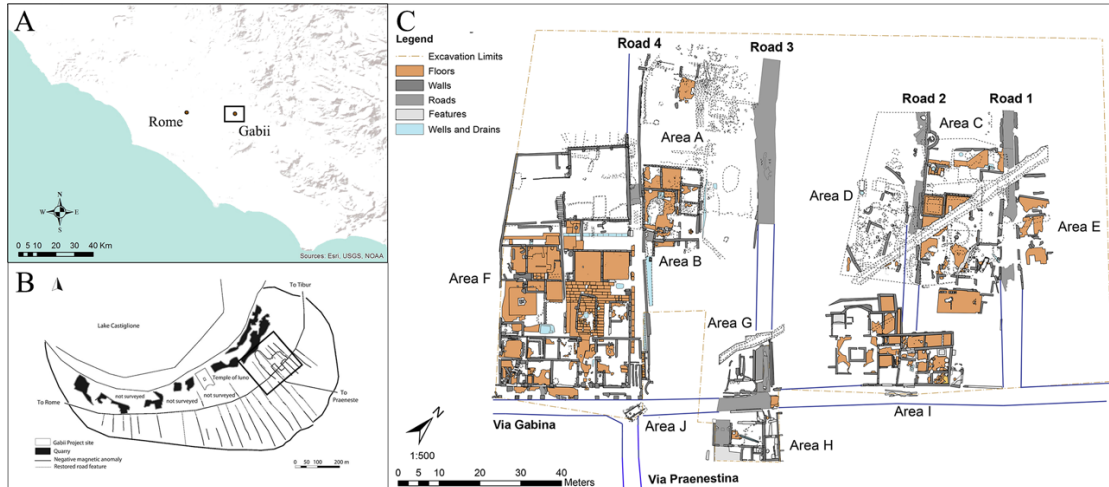 A
Rome
Gabii
N
W
E
S
0 5 10 20 30 40 Km
Sources: Esri, USGS, NOAA
B
To Tibur
Lake Castiglione
Temple of Iuno
not surveyed
not surveyed
not surveyed
To Rome
To
Praeneste
Gabii Project site
Quarry
Negative magnetic anomaly
Restored road feature
0 50 100 200 m
C
Legend
Excavation Limits
Floors
Walls
Roads
Features
Wells and Drains
Road 4
Road 3
Road 2
Road 1
Area A
Area C
Area D
Area E
Area B
Area F
Area G
Area I
Area J
Area H
Via Gabina
Via Praenestina
N
1:500
0 5 10 20 30 40
Meters